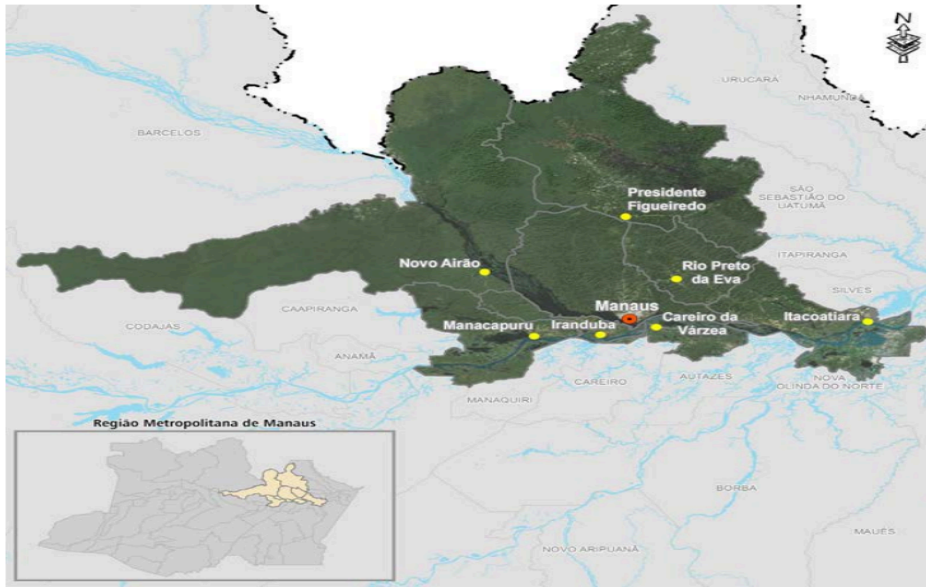 N
URUCARÁ
NHAMUNDÁ
BARCELOS
SÃO
SEBASTIÃO DO
UATUMÃ
Presidente
Figueiredo
ITAPIRANGA
Novo Airão
Rio Preto
da Eva
SILVES
CAAPIRANGA
Manaus
Itacoatiara
CODAJÁS
Manacapuru
Iranduba
Careiro da
Várzea
ANAMÃ
AUTAZES
NOVA
OLINDA DO NORTE
CAREIRO
MANAQUIRI
Região Metropolitana de Manaus
BORBA
MAUÉS
NOVO ARIPUANÃ